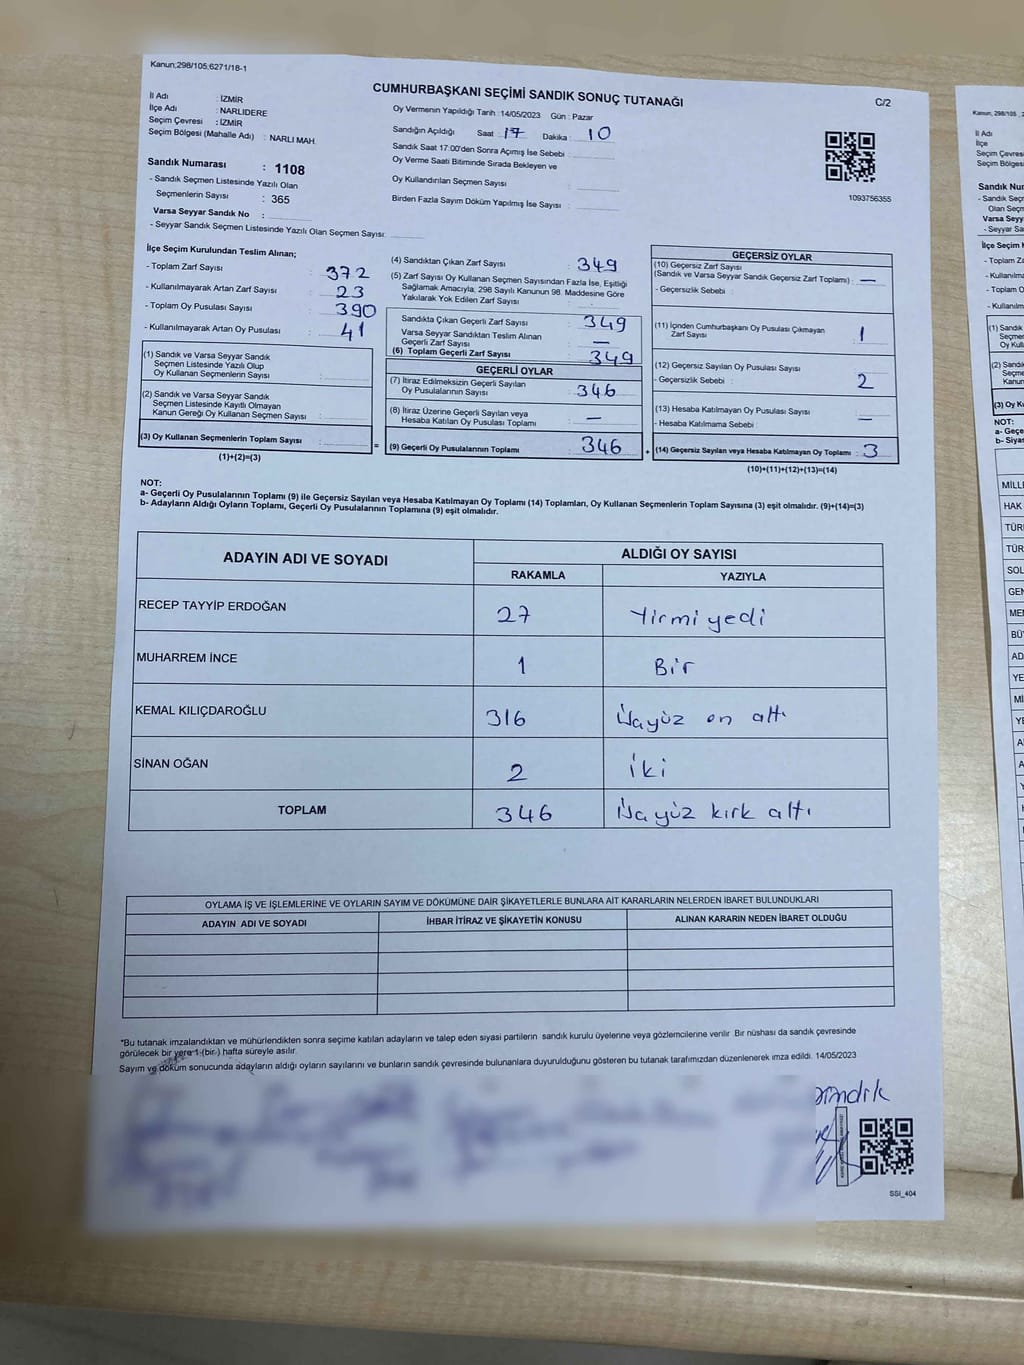 Kanun;298/105;6271/18-1
CUMHURBAŞKANI SEÇİMİ SANDIK SONUÇ TUTANAĞI
C/2
İl Adı : İZMİR
İlçe Adı : NARLIDERE
Seçim Çevresi : İZMİR
Seçim Bölgesi (Mahalle Adı) : NARLI MAH.
Sandık Numarası : 1108
- Sandık Seçmen Listesinde Yazılı Olan
Seçmenlerin Sayısı : 365
Varsa Seyyar Sandık No :
- Seyyar Sandık Seçmen Listesinde Yazılı Olan Seçmen Sayısı:
Oy Vermenin Yapıldığı Tarih : 14/05/2023 Gün : Pazar
Sandığın Açıldığı Saat 17 Dakika : 10
Sandık Saat 17:00'den Sonra Açımış İse Sebebi :
Oy Verme Saati Bitiminde Sırada Bekleyen ve
Oy Kullandırılan Seçmen Sayısı :
Birden Fazla Sayım Döküm Yapılmış İse Sayısı :
1093756355
İlçe Seçim Kurulundan Teslim Alınan;
- Toplam Zarf Sayısı : 372
- Kullanılmayarak Artan Zarf Sayısı : 23
- Toplam Oy Pusulası Sayısı : 390
- Kullanılmayarak Artan Oy Pusulası : 41
(1) Sandık ve Varsa Seyyar Sandık
Seçmen Listesinde Yazılı Olup
Oy Kullanan Seçmenlerin Sayısı :
(2) Sandık ve Varsa Seyyar Sandık
Seçmen Listesinde Kayıtlı Olmayan
Kanun Gereği Oy Kullanan Seçmen Sayısı :
(3) Oy Kullanan Seçmenlerin Toplam Sayısı :
(1)+(2)=(3)
=
(4) Sandıktan Çıkan Zarf Sayısı : 349
(5) Zarf Sayısı Oy Kullanan Seçmen Sayısından Fazla İse, Eşitliği
Sağlamak Amacıyla, 298 Sayılı Kanunun 98. Maddesine Göre
Yakılarak Yok Edilen Zarf Sayısı :
Sandıkta Çıkan Geçerli Zarf Sayısı : 349
Varsa Seyyar Sandıktan Teslim Alınan
Geçerli Zarf Sayısı : —
(6) Toplam Geçerli Zarf Sayısı : 349
GEÇERLİ OYLAR
(7) İtiraz Edilmeksizin Geçerli Sayılan
Oy Pusulalarının Sayısı : 346
(8) İtiraz Üzerine Geçerli Sayılan veya
Hesaba Katılan Oy Pusulası Toplamı : —
(9) Geçerli Oy Pusulalarının Toplamı : 346
+
GEÇERSİZ OYLAR
(10) Geçersiz Zarf Sayısı
(Sandık ve Varsa Seyyar Sandık Geçersiz Zarf Toplamı) : —
- Geçersizlik Sebebi :
(11) İçinden Cumhurbaşkanı Oy Pusulası Çıkmayan
Zarf Sayısı : 1
(12) Geçersiz Sayılan Oy Pusulası Sayısı : 2
- Geçersizlik Sebebi :
(13) Hesaba Katılmayan Oy Pusulası Sayısı : —
- Hesaba Katılmama Sebebi :
(14) Geçersiz Sayılan veya Hesaba Katılmayan Oy Toplamı : 3
(10)+(11)+(12)+(13)=(14)
NOT:
a- Geçerli Oy Pusulalarının Toplamı (9) ile Geçersiz Sayılan veya Hesaba Katılmayan Oy Toplamı (14) Toplamları, Oy Kullanan Seçmenlerin Toplam Sayısına (3) eşit olmalıdır. (9)+(14)=(3)
b- Adayların Aldığı Oyların Toplamı, Geçerli Oy Pusulalarının Toplamına (9) eşit olmalıdır.
ADAYIN ADI VE SOYADI ALDIĞI OY SAYISI
RAKAMLA YAZIYLA
RECEP TAYYİP ERDOĞAN 27 Yirmi yedi
MUHARREM İNCE 1 Bir
KEMAL KILIÇDAROĞLU 316 Üçyüz on altı
SİNAN OĞAN 2 İki
TOPLAM 346 Üçyüz kırk altı
OYLAMA İŞ VE İŞLEMLERİNE VE OYLARIN SAYIM VE DÖKÜMÜNE DAİR ŞİKAYETLERLE BUNLARA AİT KARARLARIN NELERDEN İBARET BULUNDUKLARI
ADAYIN ADI VE SOYADI İHBAR İTİRAZ VE ŞİKAYETİN KONUSU ALINAN KARARIN NEDEN İBARET OLDUĞU
*Bu tutanak imzalandıktan ve mühürlendikten sonra seçime katılan adayların ve talep eden siyasi partilerin sandık kurulu üyelerine veya gözlemcilerine verilir. Bir nüshası da sandık çevresinde
görülecek bir yere 1 (bir) hafta süreyle asılır.
Sayım ve döküm sonucunda adayların aldığı oyların sayılarını ve bunların sandık çevresinde bulunanlara duyurulduğunu gösteren bu tutanak tarafımızdan düzenlenerek imza edildi. 14/05/2023
SSI_404
Kanun; 298/105
İl Adı
İlçe
Seçim Çevresi
Seçim Bölgesi
Varsa Seyyar
- Toplam Oy
NOT:
HAK